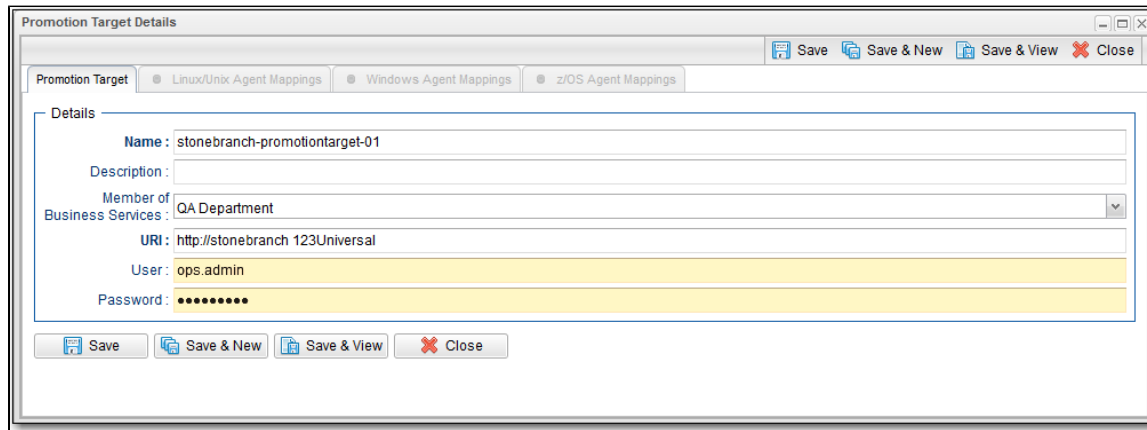 Promotion Target Details
Save Save & New Save & View Close
Promotion Target Linux/Unix Agent Mappings Windows Agent Mappings z/OS Agent Mappings
Details
Name : stonebranch-promotiontarget-01
Description :
Member of
Business Services : QA Department
URI : http://stonebranch 123Universal
User : ops.admin
Password : ●●●●●●●●●
Save Save & New Save & View Close